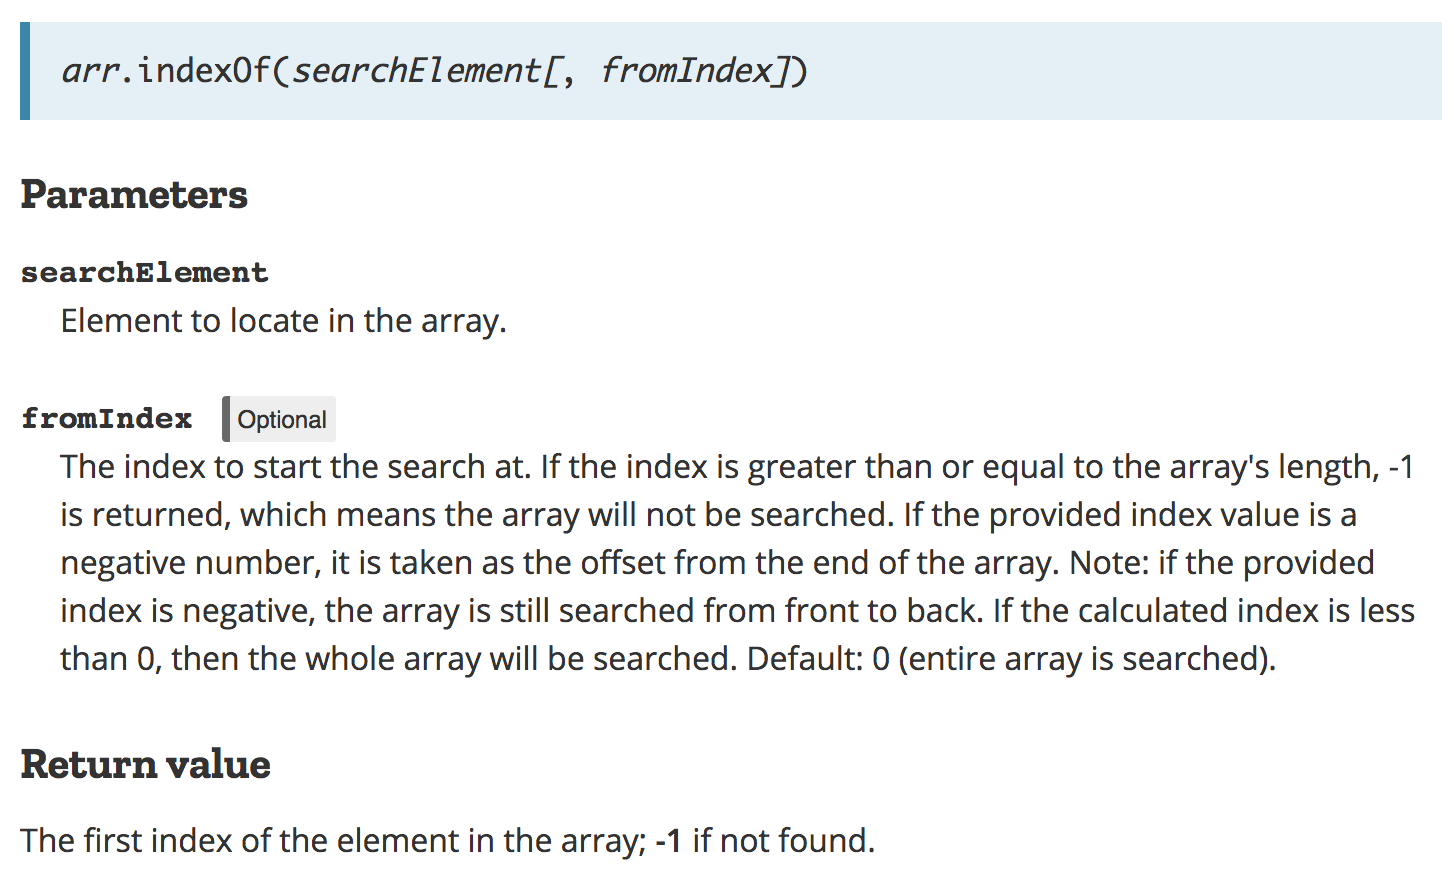 arr.indexOf(searchElement[, fromIndex])
Parameters
searchElement
Element to locate in the array.
fromIndex Optional
The index to start the search at. If the index is greater than or equal to the array's length, -1
is returned, which means the array will not be searched. If the provided index value is a
negative number, it is taken as the offset from the end of the array. Note: if the provided
index is negative, the array is still searched from front to back. If the calculated index is less
than 0, then the whole array will be searched. Default: 0 (entire array is searched).
Return value
The first index of the element in the array; -1 if not found.